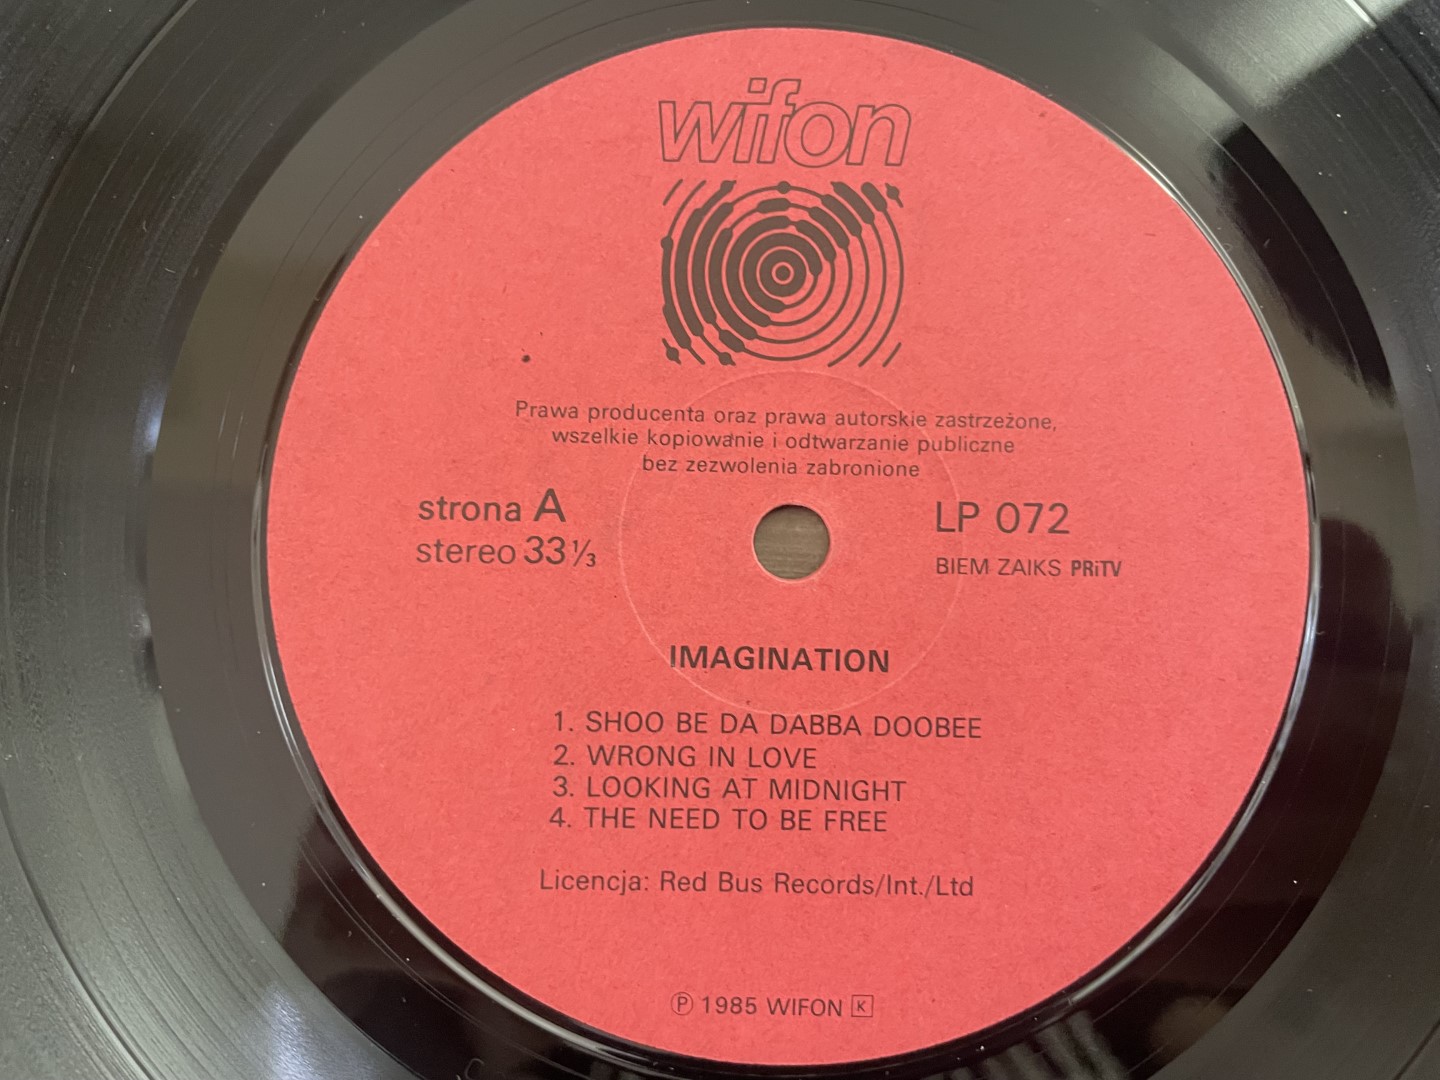 wifon
Prawa producenta oraz prawa autorskie zastrzeżone,
wszelkie kopiowanie i odtwarzanie publiczne
bez zezwolenia zabronione
strona A
stereo 33 ⅓
LP 072
BIEM ZAIKS PRiTV
IMAGINATION
1. SHOO BE DA DABBA DOOBEE
2. WRONG IN LOVE
3. LOOKING AT MIDNIGHT
4. THE NEED TO BE FREE
Licencja: Red Bus Records/Int./Ltd
Ⓟ 1985 WIFON K